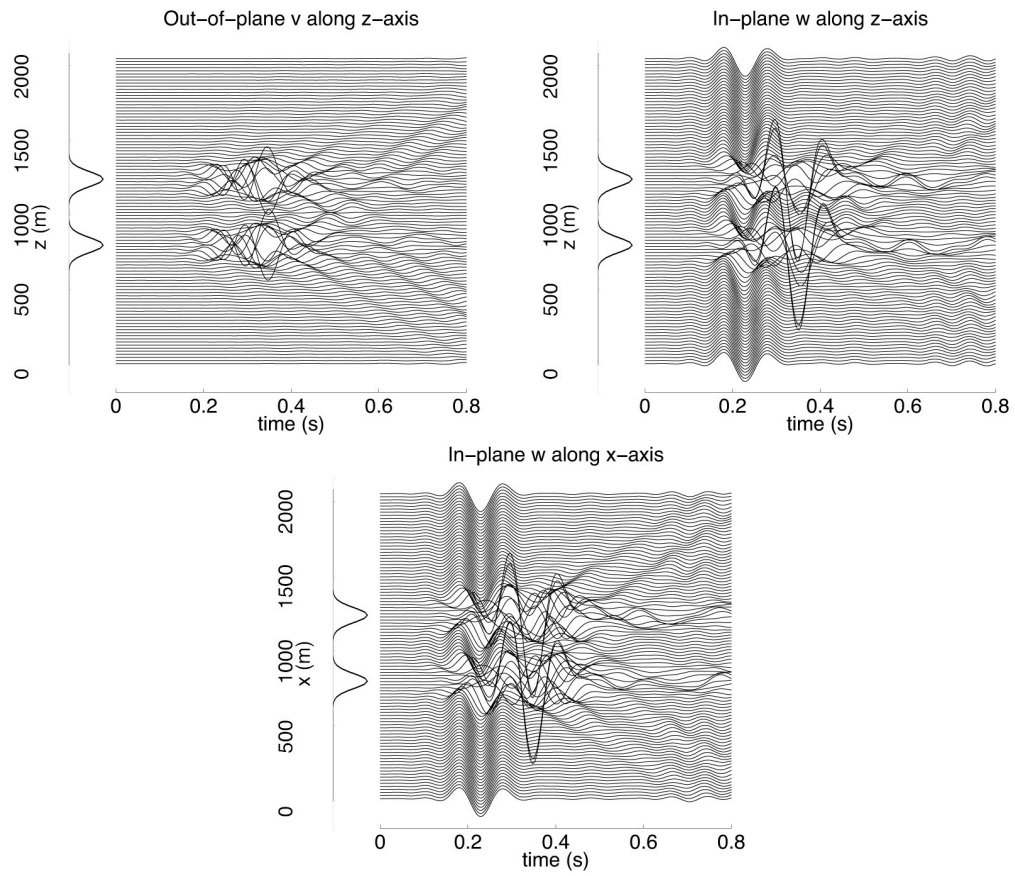 Out-of-plane v along z-axis
2000
1500
1000
500
0
z (m)
0 0.2 0.4 0.6 0.8
time (s)
In-plane w along z-axis
2000
1500
1000
500
0
z (m)
0 0.2 0.4 0.6 0.8
time (s)
In-plane w along x-axis
2000
1500
1000
500
0
x (m)
0 0.2 0.4 0.6 0.8
time (s)